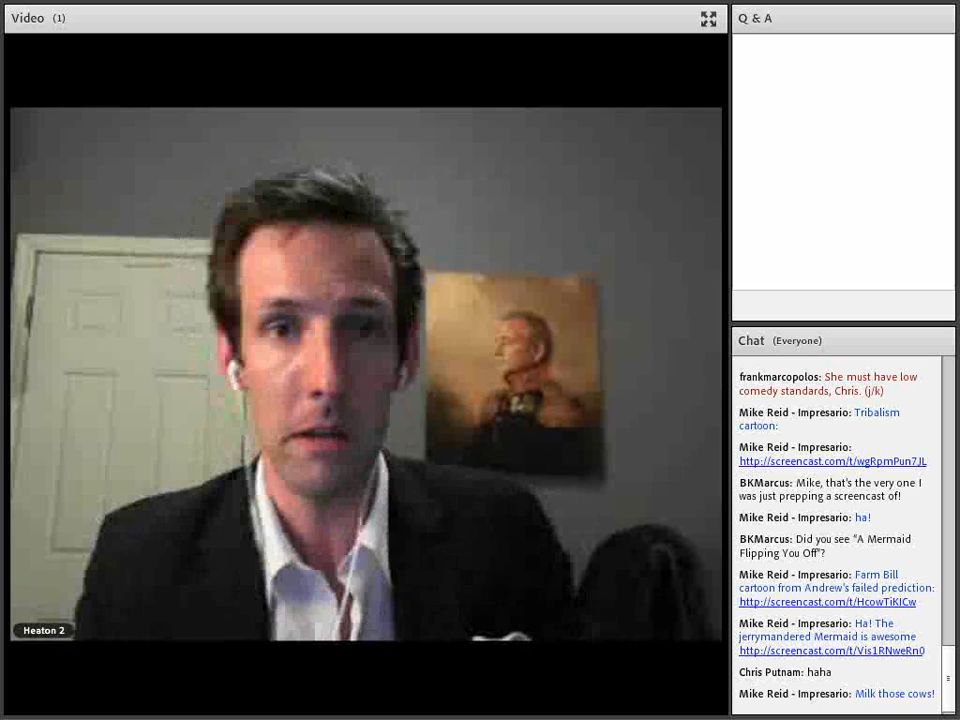 Video (1)
Heaton 2
Q & A
Chat (Everyone)
frankmarcopolos: She must have low
comedy standards, Chris. (j/k)
Mike Reid - Impresario: Tribalism
cartoon:
Mike Reid - Impresario:
http://screencast.com/t/wgRpmPun7JL
BKMarcus: Mike, that's the very one I
was just prepping a screencast of!
Mike Reid - Impresario: ha!
BKMarcus: Did you see "A Mermaid
Flipping You Off"?
Mike Reid - Impresario: Farm Bill
cartoon from Andrew's failed prediction:
http://screencast.com/t/HcowTiKICw
Mike Reid - Impresario: Ha! The
jerrymandered Mermaid is awesome
http://screencast.com/t/Vis1RNweRn0
Chris Putnam: haha
Mike Reid - Impresario: Milk those cows!